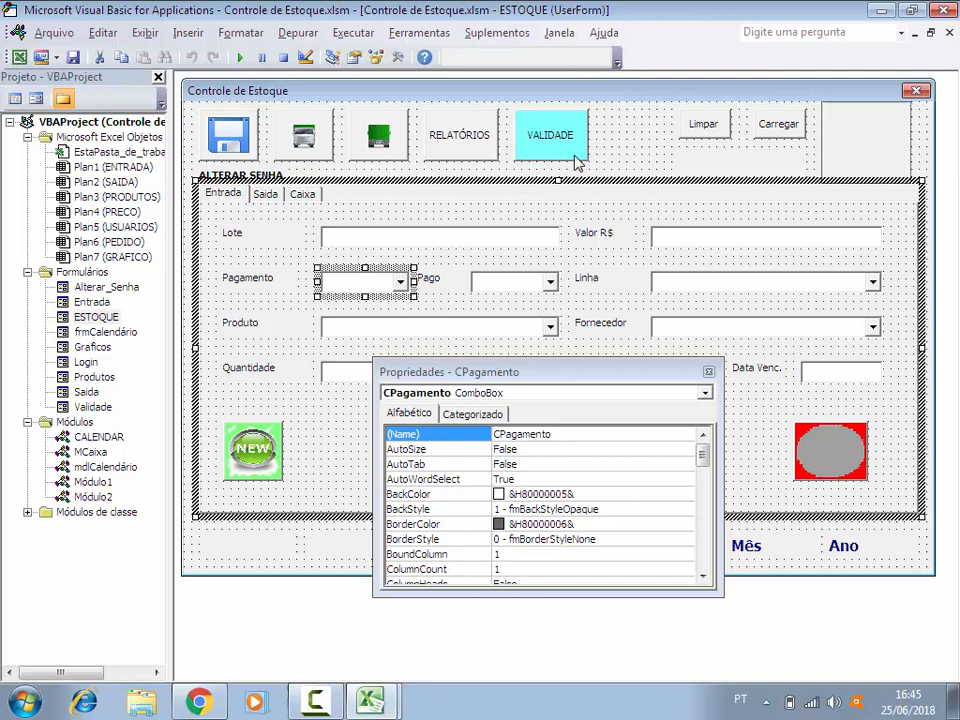 Microsoft Visual Basic for Applications - Controle de Estoque.xlsm - [Controle de Estoque.xlsm - ESTOQUE (UserForm)]
Arquivo Editar Exibir Inserir Formatar Depurar Executar Ferramentas Suplementos Janela Ajuda
Digite uma pergunta
Projeto - VBAProject
VBAProject (Controle de
Microsoft Excel Objetos
EstaPasta_de_traba
Plan1 (ENTRADA)
Plan2 (SAIDA)
Plan3 (PRODUTOS)
Plan4 (PRECO)
Plan5 (USUARIOS)
Plan6 (PEDIDO)
Plan7 (GRAFICO)
Formulários
Alterar_Senha
Entrada
ESTOQUE
frmCalendário
Graficos
Login
Produtos
Saida
Validade
Módulos
CALENDAR
MCaixa
mdlCalendário
Módulo1
Módulo2
Módulos de classe
Controle de Estoque
RELATÓRIOS
VALIDADE
Limpar
Carregar
ALTERAR SENHA
Entrada Saida Caixa
Lote
Valor R$
Pagamento
Pago
Linha
Produto
Fornecedor
Quantidade
Data Venc.
NEW
Mês
Ano
Propriedades - CPagamento
CPagamento ComboBox
Alfabético Categorizado
(Name) CPagamento
AutoSize False
AutoTab False
AutoWordSelect True
BackColor &H80000005&
BackStyle 1 - fmBackStyleOpaque
BorderColor &H80000006&
BorderStyle 0 - fmBorderStyleNone
BoundColumn 1
ColumnCount 1
ColumnHeads False
PT
16:45
25/06/2018